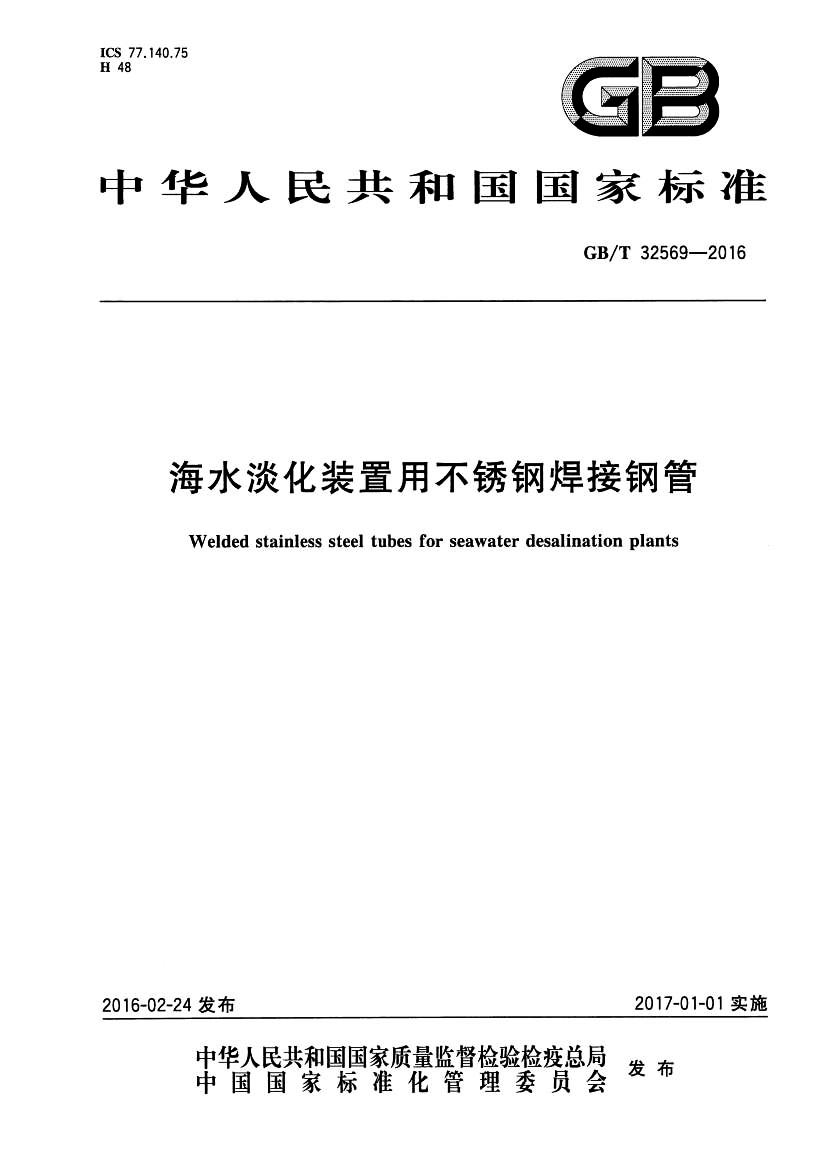 ICS 77.140.75
H 48
GB
中华人民共和国国家标准
GB/T 32569—2016
海水淡化装置用不锈钢焊接钢管
Welded stainless steel tubes for seawater desalination plants
2016-02-24 发布
2017-01-01 实施
中华人民共和国国家质量监督检验检疫总局
中国国家标准化管理委员会
发布